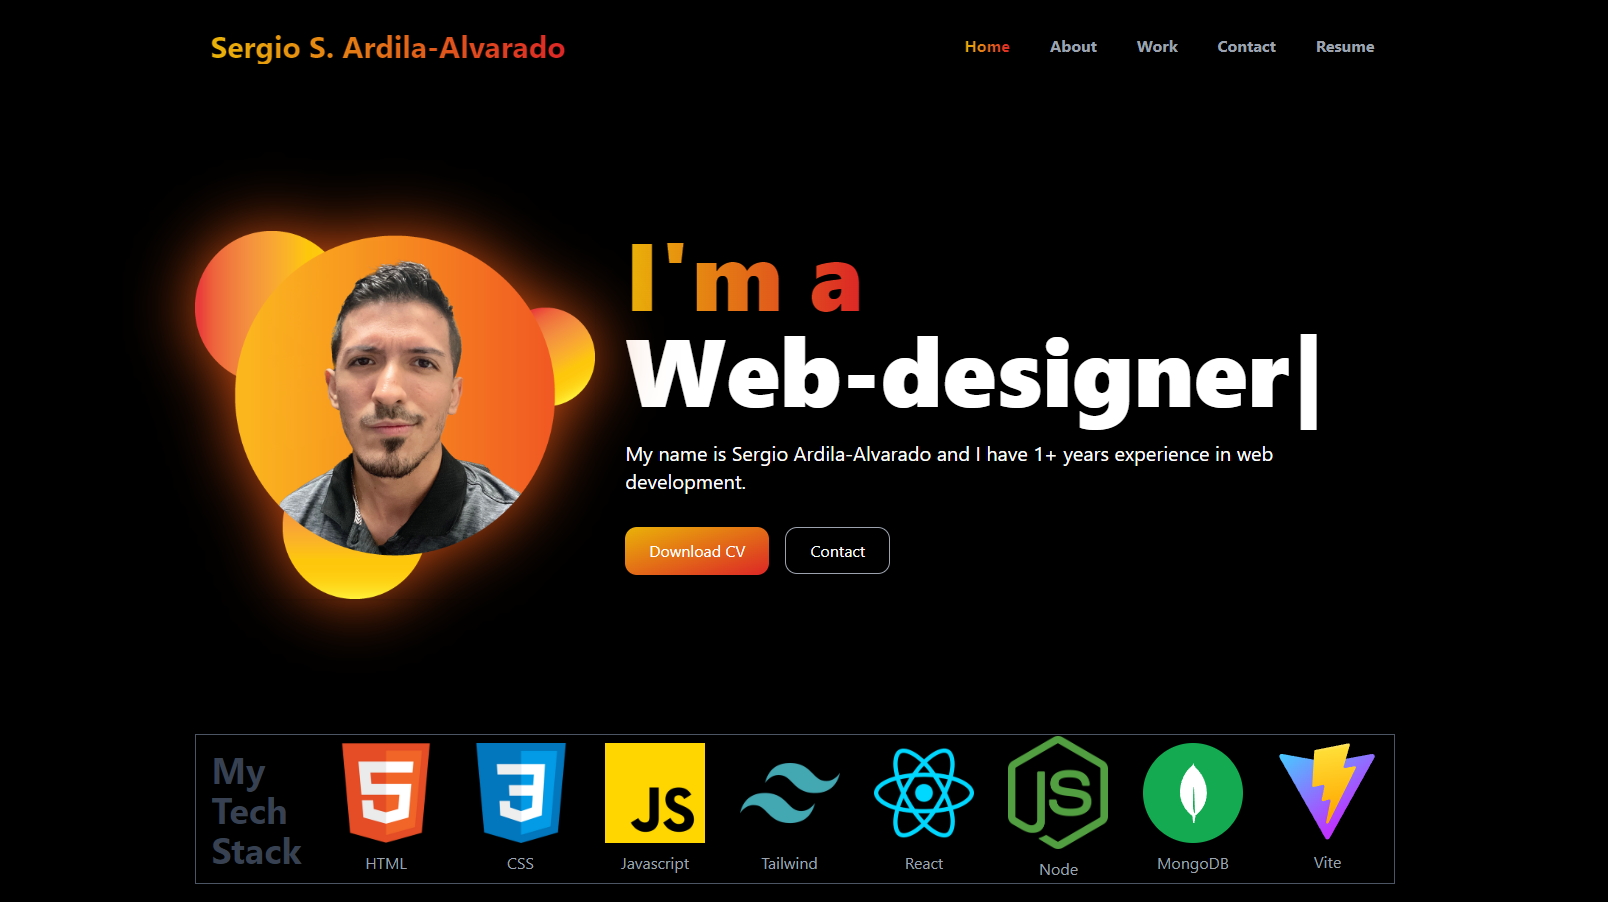 Sergio S. Ardila-Alvarado
Home About Work Contact Resume
I'm a
Web-designer|
My name is Sergio Ardila-Alvarado and I have 1+ years experience in web
development.
Download CV Contact
My
Tech
Stack
5
3
JS
JS
HTML CSS Javascript Tailwind React Node MongoDB Vite